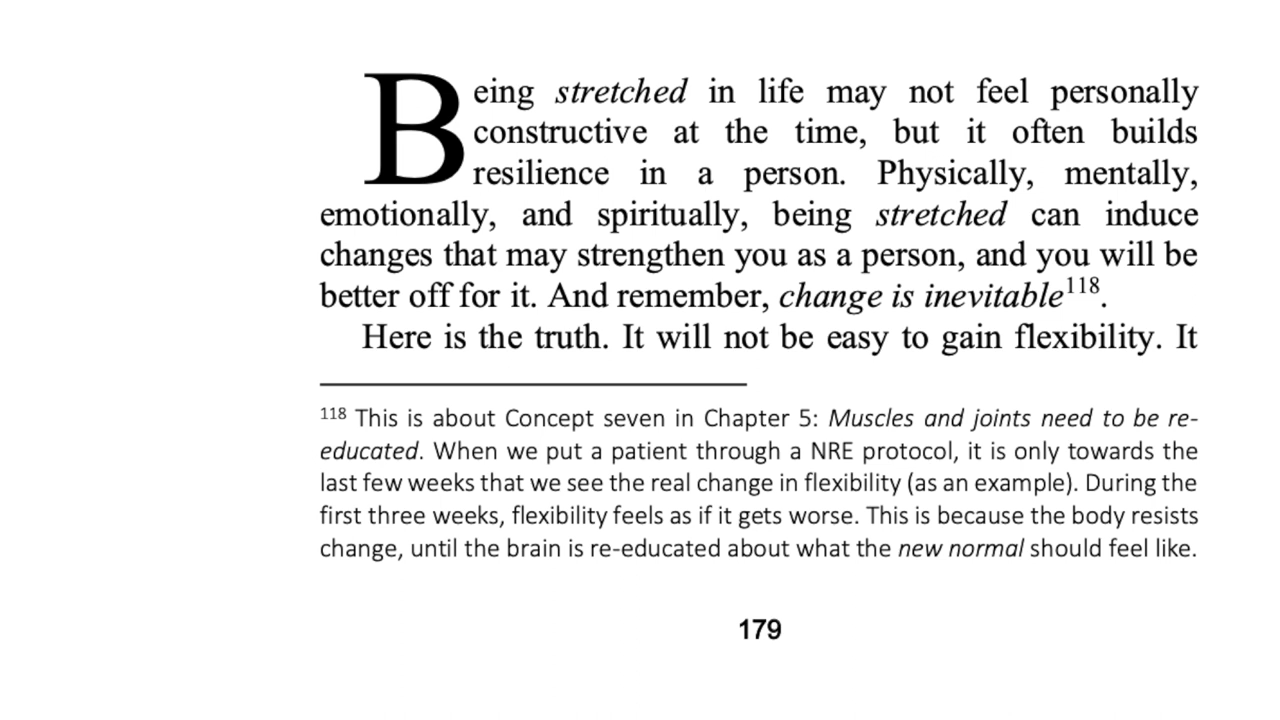 Being stretched in life may not feel personally
constructive at the time, but it often builds
resilience in a person. Physically, mentally,
emotionally, and spiritually, being stretched can induce
changes that may strengthen you as a person, and you will be
better off for it. And remember, change is inevitable118.
Here is the truth. It will not be easy to gain flexibility. It
118 This is about Concept seven in Chapter 5: Muscles and joints need to be re-
educated. When we put a patient through a NRE protocol, it is only towards the
last few weeks that we see the real change in flexibility (as an example). During the
first three weeks, flexibility feels as if it gets worse. This is because the body resists
change, until the brain is re-educated about what the new normal should feel like.
179